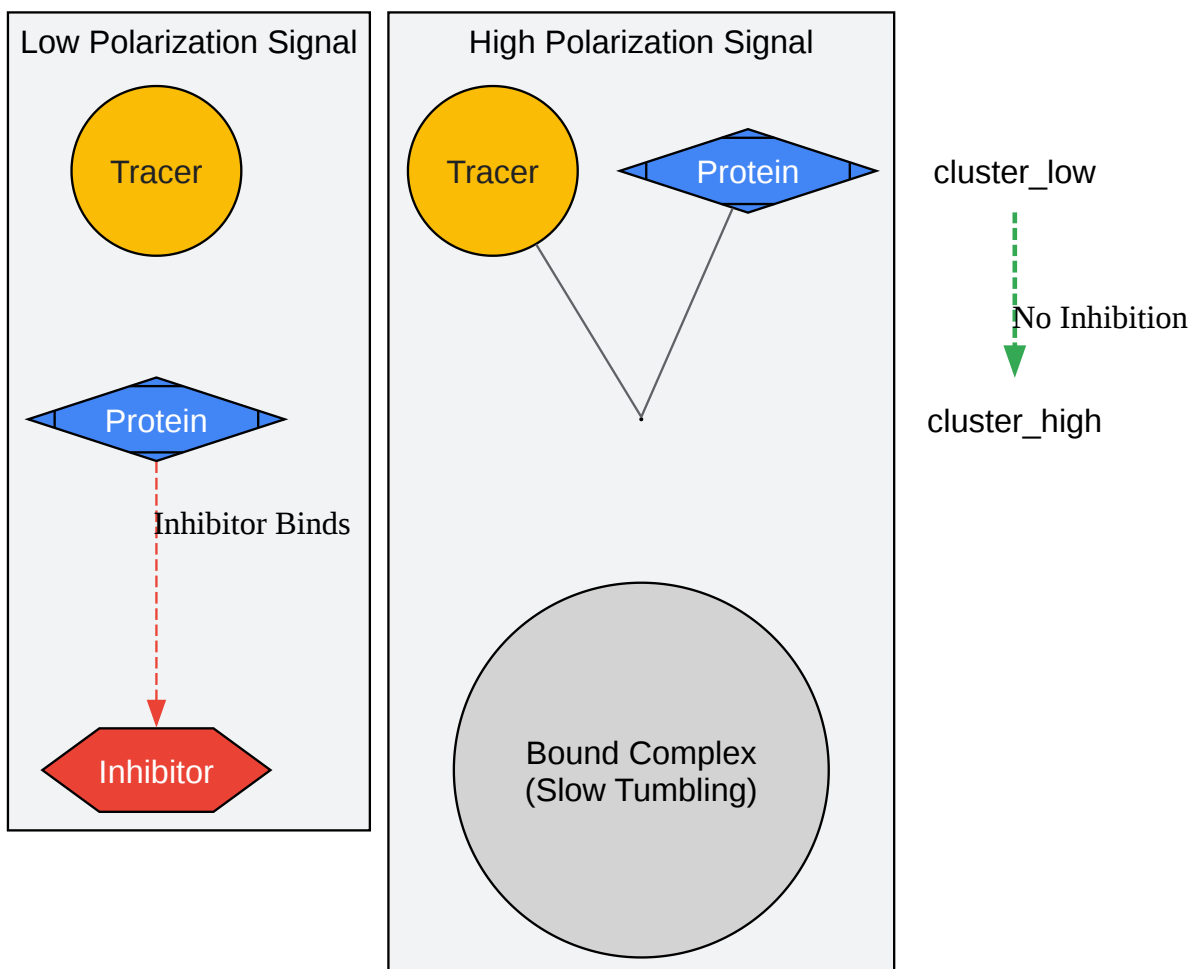 Low Polarization Signal
Tracer
Protein
Inhibitor Binds
Inhibitor
High Polarization Signal
Tracer
Protein
Bound Complex
(Slow Tumbling)
cluster_low
No Inhibition
cluster_high